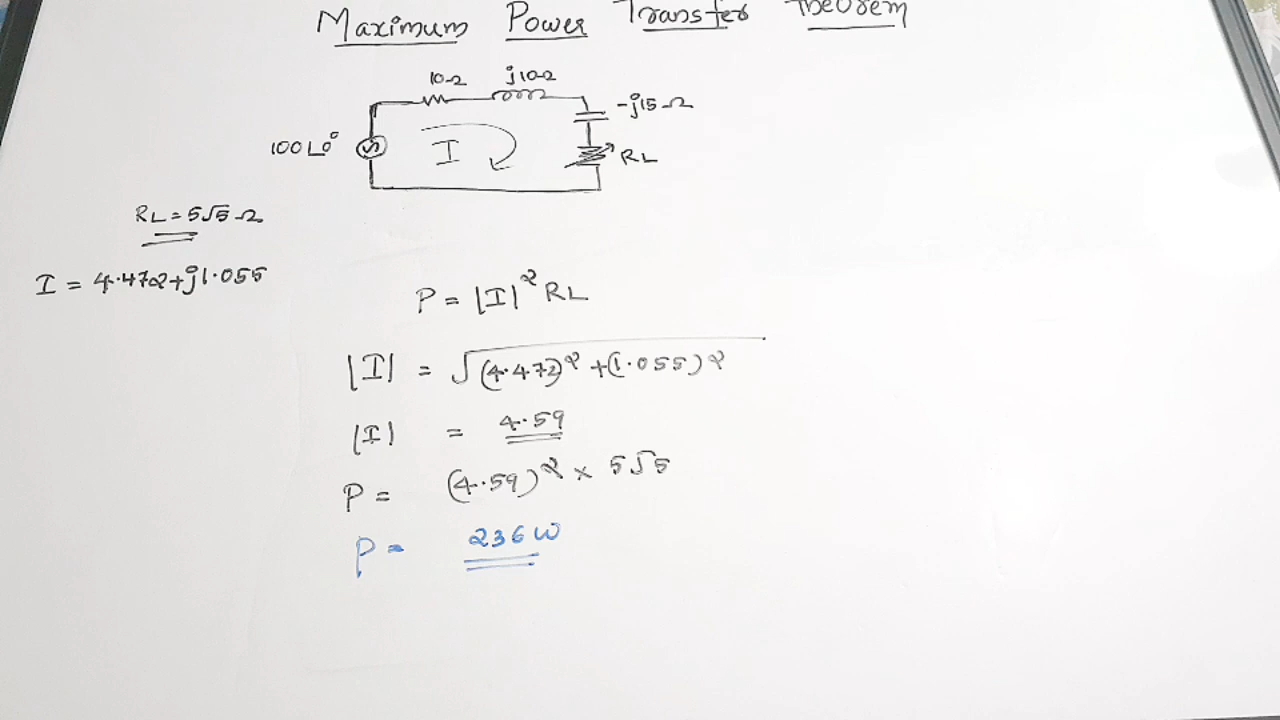 Maximum Power Transfer Theorem
10Ω j10Ω
-j15Ω
100∠0° I RL
RL = 5√5 Ω
I = 4.472+j1.055
P = |I|² RL
|I| = √(4.472)² + (1.055)²
|I| = 4.59
P = (4.59)² × 5√5
P = 236W